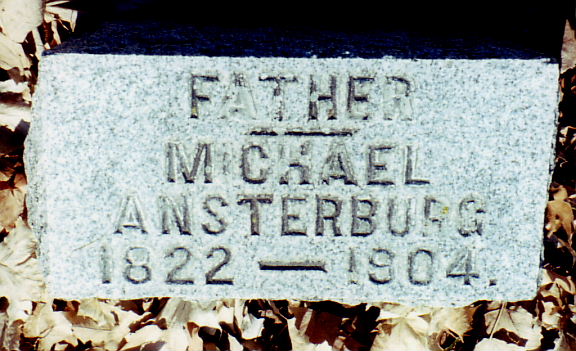 FATHER
MICHAEL
ANSTERBURG
1822 — 1904.